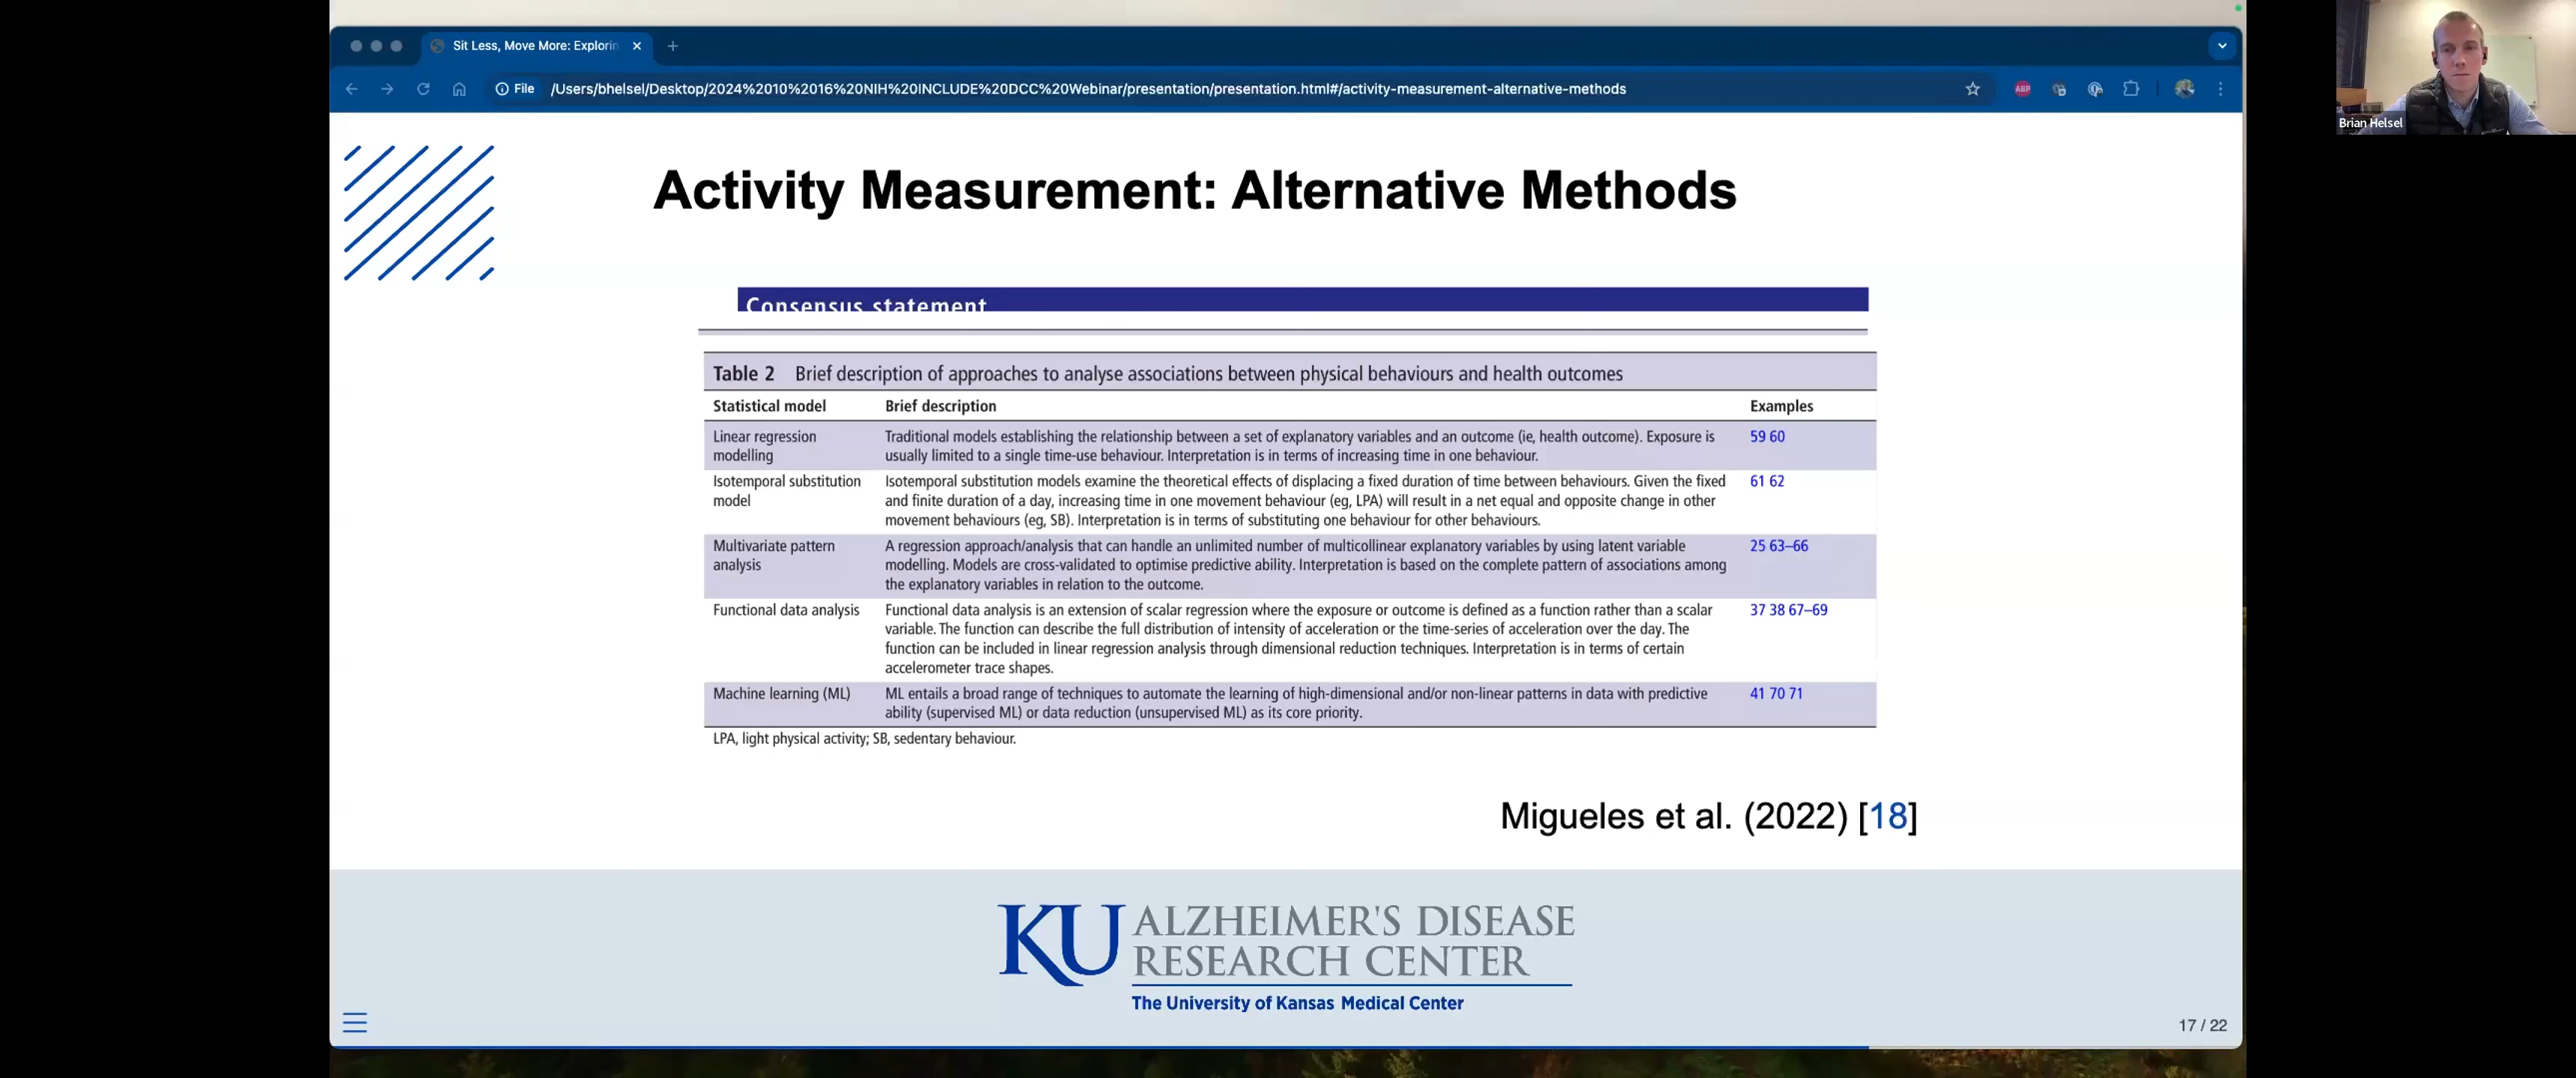 Sit Less, Move More: Explorin
File
/Users/bhelsel/Desktop/2024%2010%2016%20NIH%20INCLUDE%20DCC%20Webinar/presentation/presentation.html#/activity-measurement-alternative-methods
ABP
Brian Helsel
Activity Measurement: Alternative Methods
Consensus statement
Table 2 Brief description of approaches to analyse associations between physical behaviours and health outcomes
Statistical model Brief description Examples
Linear regression modelling
Traditional models establishing the relationship between a set of explanatory variables and an outcome (ie, health outcome). Exposure is
usually limited to a single time-use behaviour. Interpretation is in terms of increasing time in one behaviour.
59 60
Isotemporal substitution model
Isotemporal substitution models examine the theoretical effects of displacing a fixed duration of time between behaviours. Given the fixed
and finite duration of a day, increasing time in one movement behaviour (eg, LPA) will result in a net equal and opposite change in other
movement behaviours (eg, SB). Interpretation is in terms of substituting one behaviour for other behaviours.
61 62
Multivariate pattern analysis
A regression approach/analysis that can handle an unlimited number of multicollinear explanatory variables by using latent variable
modelling. Models are cross-validated to optimise predictive ability. Interpretation is based on the complete pattern of associations among
the explanatory variables in relation to the outcome.
25 63–66
Functional data analysis
Functional data analysis is an extension of scalar regression where the exposure or outcome is defined as a function rather than a scalar
variable. The function can describe the full distribution of intensity of acceleration or the time-series of acceleration over the day. The
function can be included in linear regression analysis through dimensional reduction techniques. Interpretation is in terms of certain
accelerometer trace shapes.
37 38 67–69
Machine learning (ML)
ML entails a broad range of techniques to automate the learning of high-dimensional and/or non-linear patterns in data with predictive
ability (supervised ML) or data reduction (unsupervised ML) as its core priority.
41 70 71
LPA, light physical activity; SB, sedentary behaviour.
Migueles et al. (2022) [18]
KU ALZHEIMER'S DISEASE
RESEARCH CENTER
The University of Kansas Medical Center
17 / 22